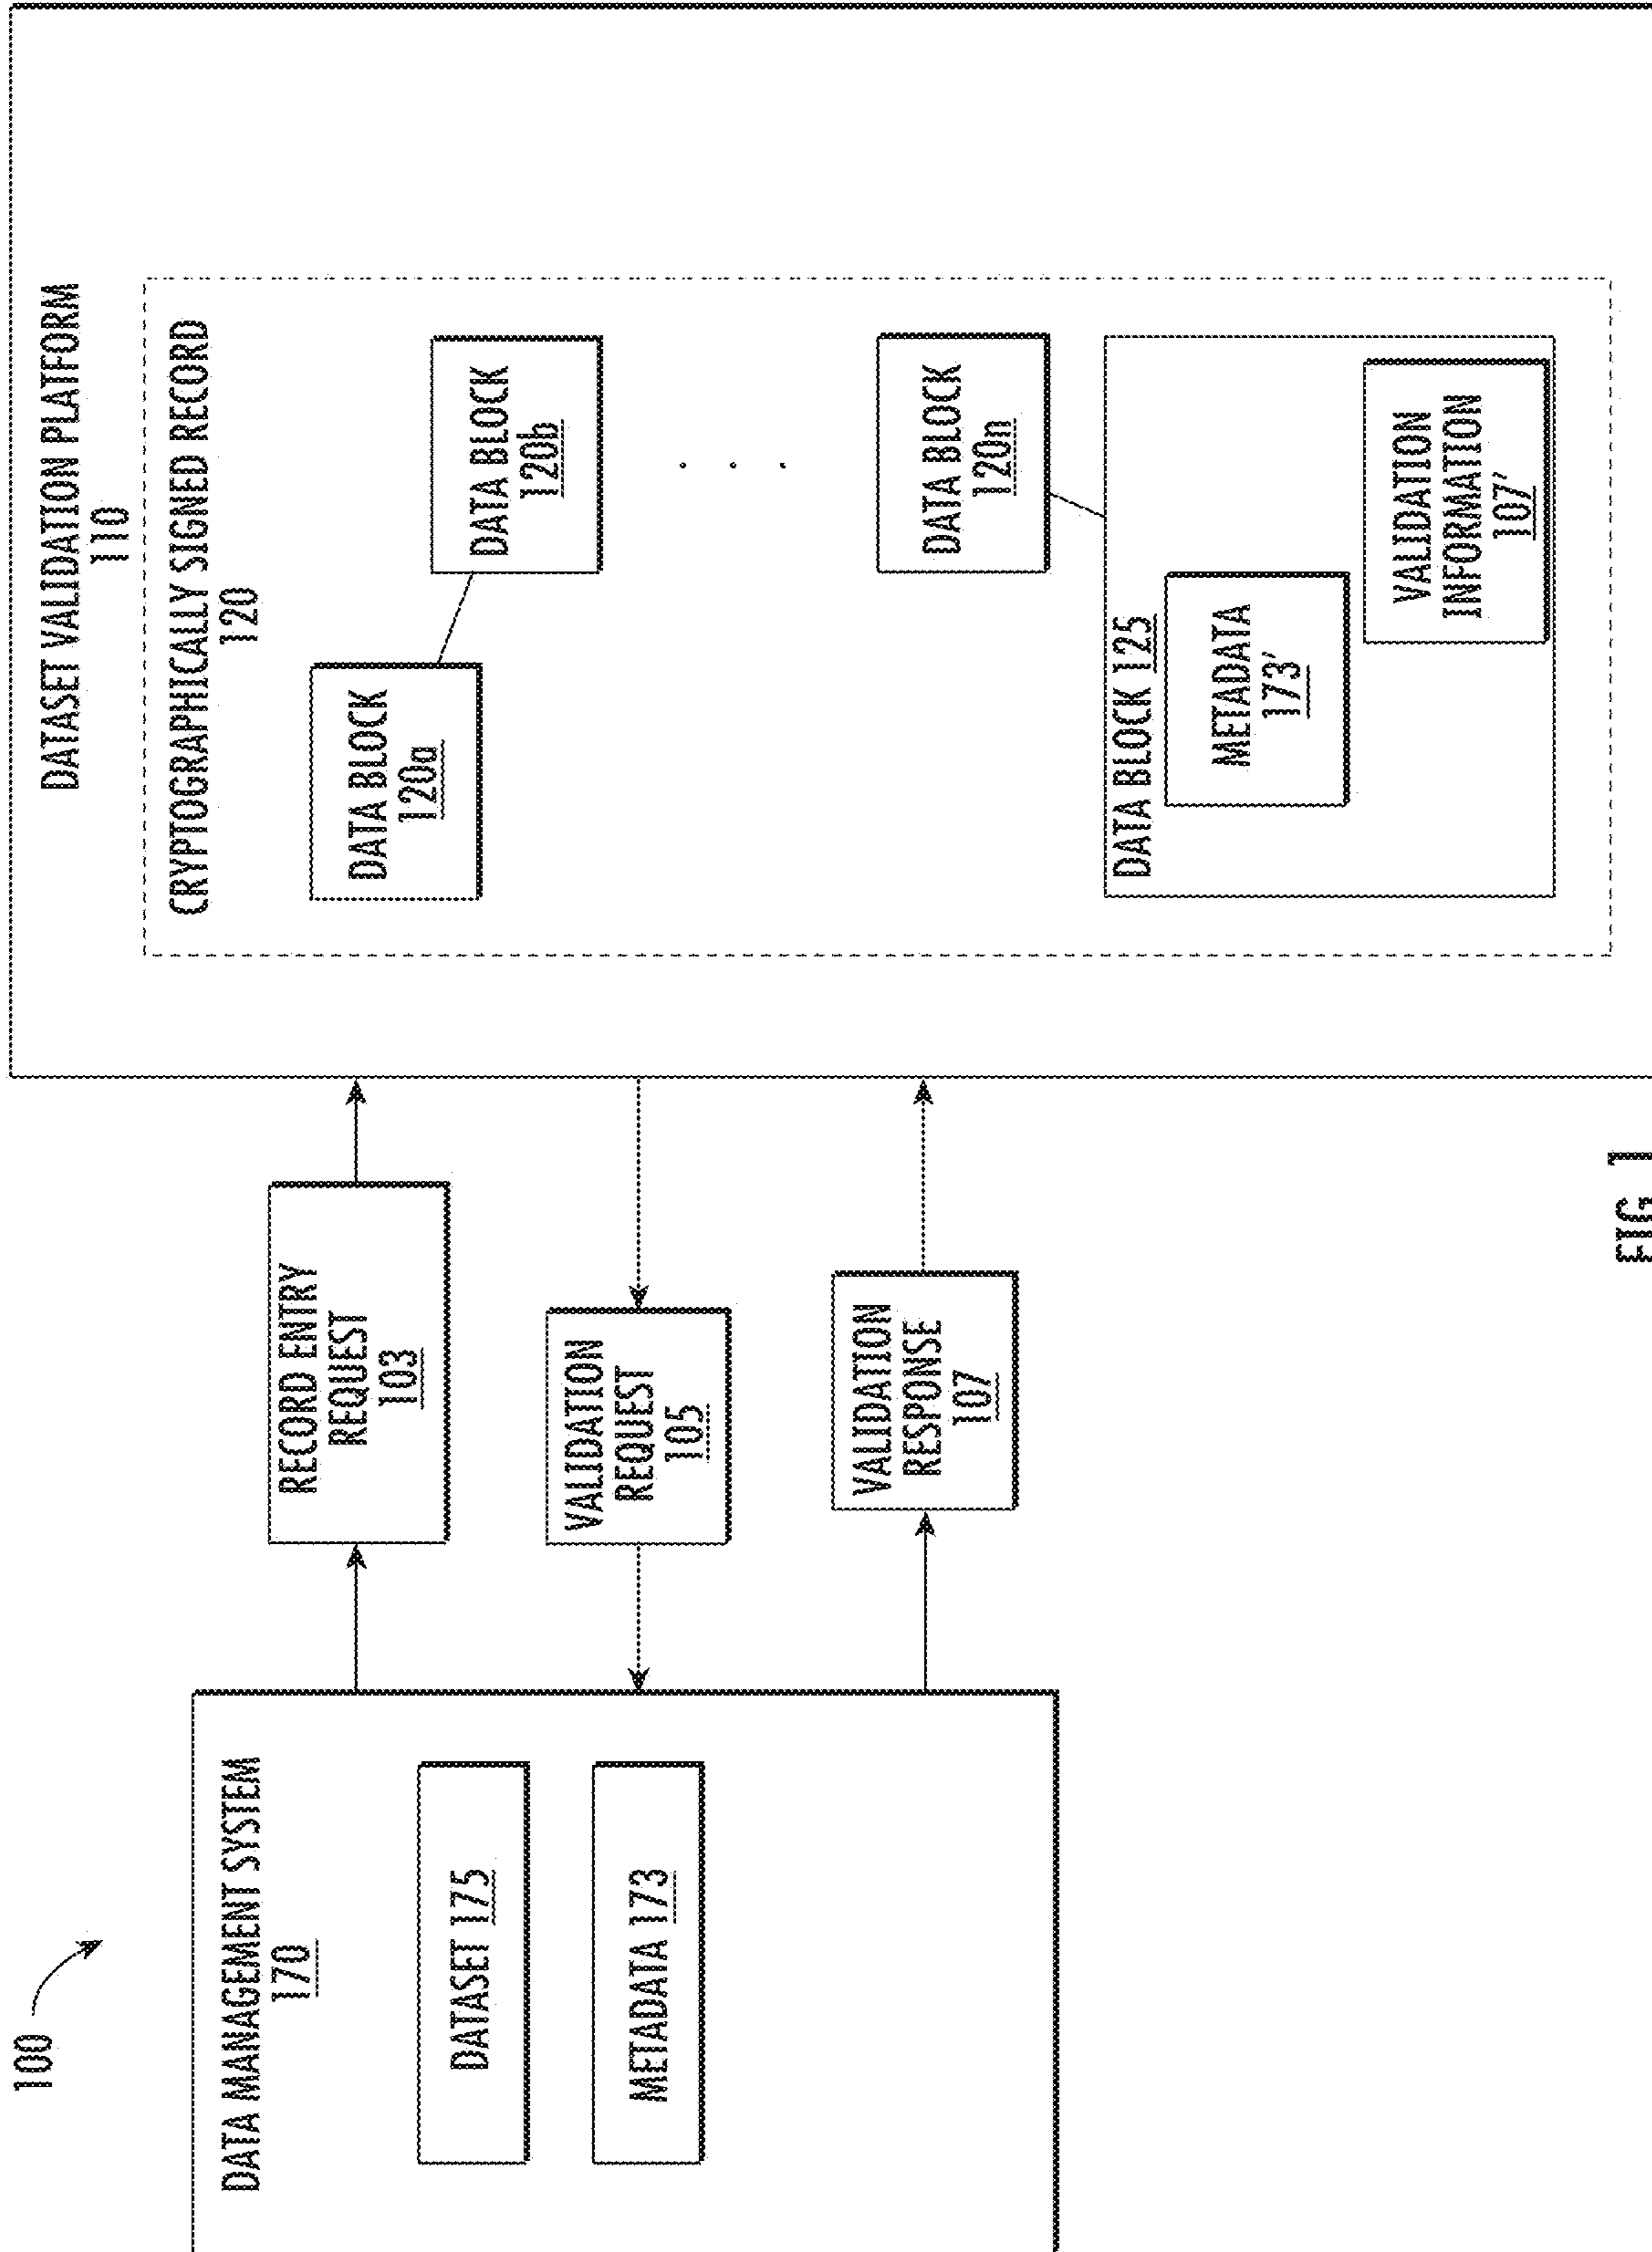 100
DATA MANAGEMENT SYSTEM
170
DATASET 175
METADATA 173
RECORD ENTRY
REQUEST
103
VALIDATION
REQUEST
105
VALIDATION
RESPONSE
107
DATASET VALIDATION PLATFORM
110
CRYPTOGRAPHICALLY SIGNED RECORD
120
DATA BLOCK
120a
DATA BLOCK
120b
. . .
DATA BLOCK
120n
DATA BLOCK 125
METADATA
173'
VALIDATION
INFORMATION
107'
FIG. 1